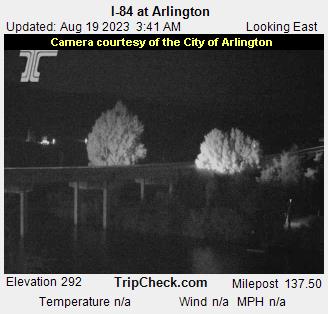 I-84 at Arlington
Updated: Aug 19 2023 3:41 AM Looking East
Camera courtesy of the City of Arlington
Elevation 292 TripCheck.com Milepost 137.50
Temperature n/a Wind n/a MPH n/a